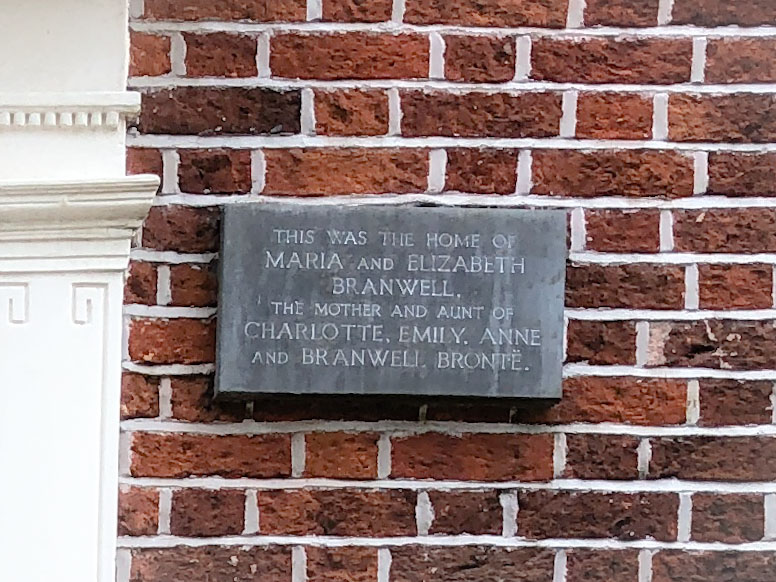 THIS WAS THE HOME OF
MARIA AND ELIZABETH
BRANWELL,
THE MOTHER AND AUNT OF
CHARLOTTE, EMILY, ANNE
AND BRANWELL BRONTË.